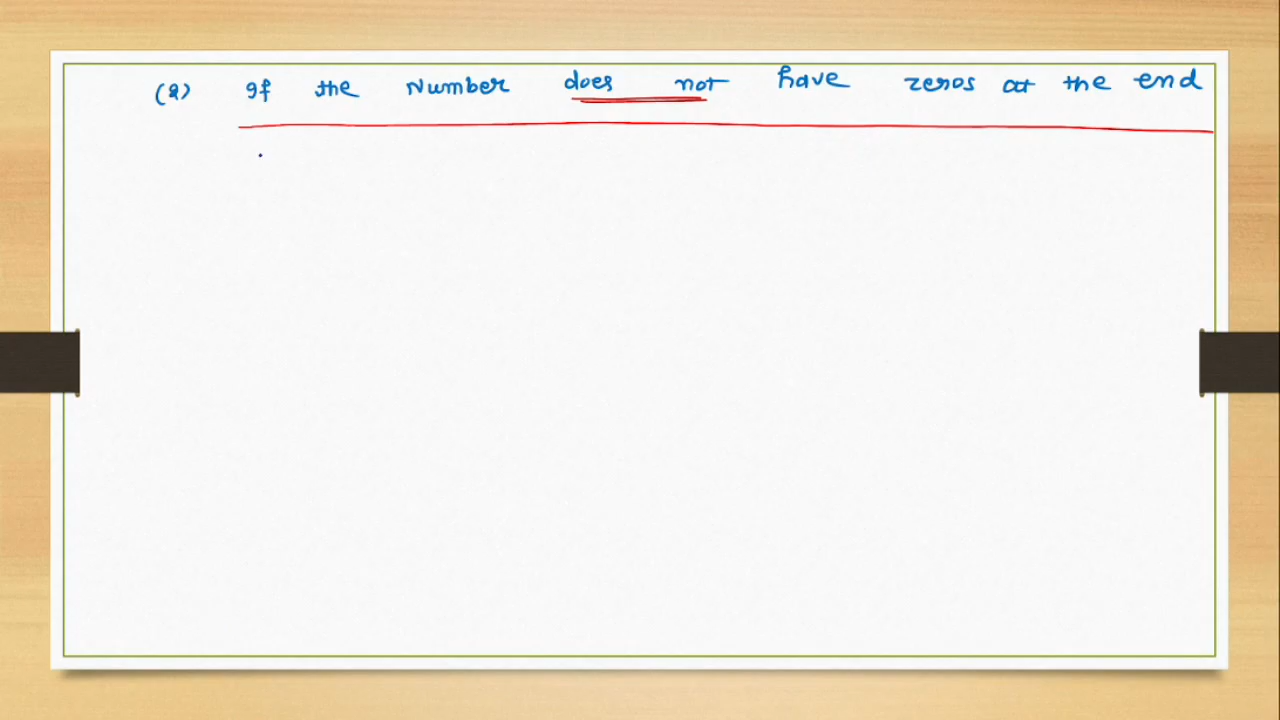 (2) If the Number does not have zeros at the end